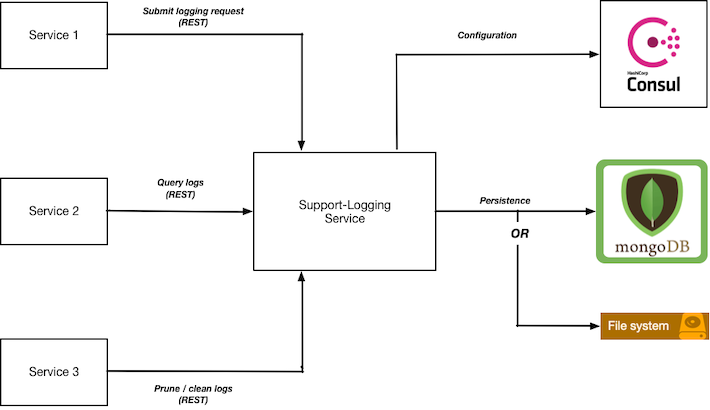 Service 1
Submit logging request
(REST)
Configuration
HashiCorp
Consul
Service 2
Query logs
(REST)
Support-Logging
Service
Persistence
OR
mongoDB
File system
Service 3
Prune / clean logs
(REST)